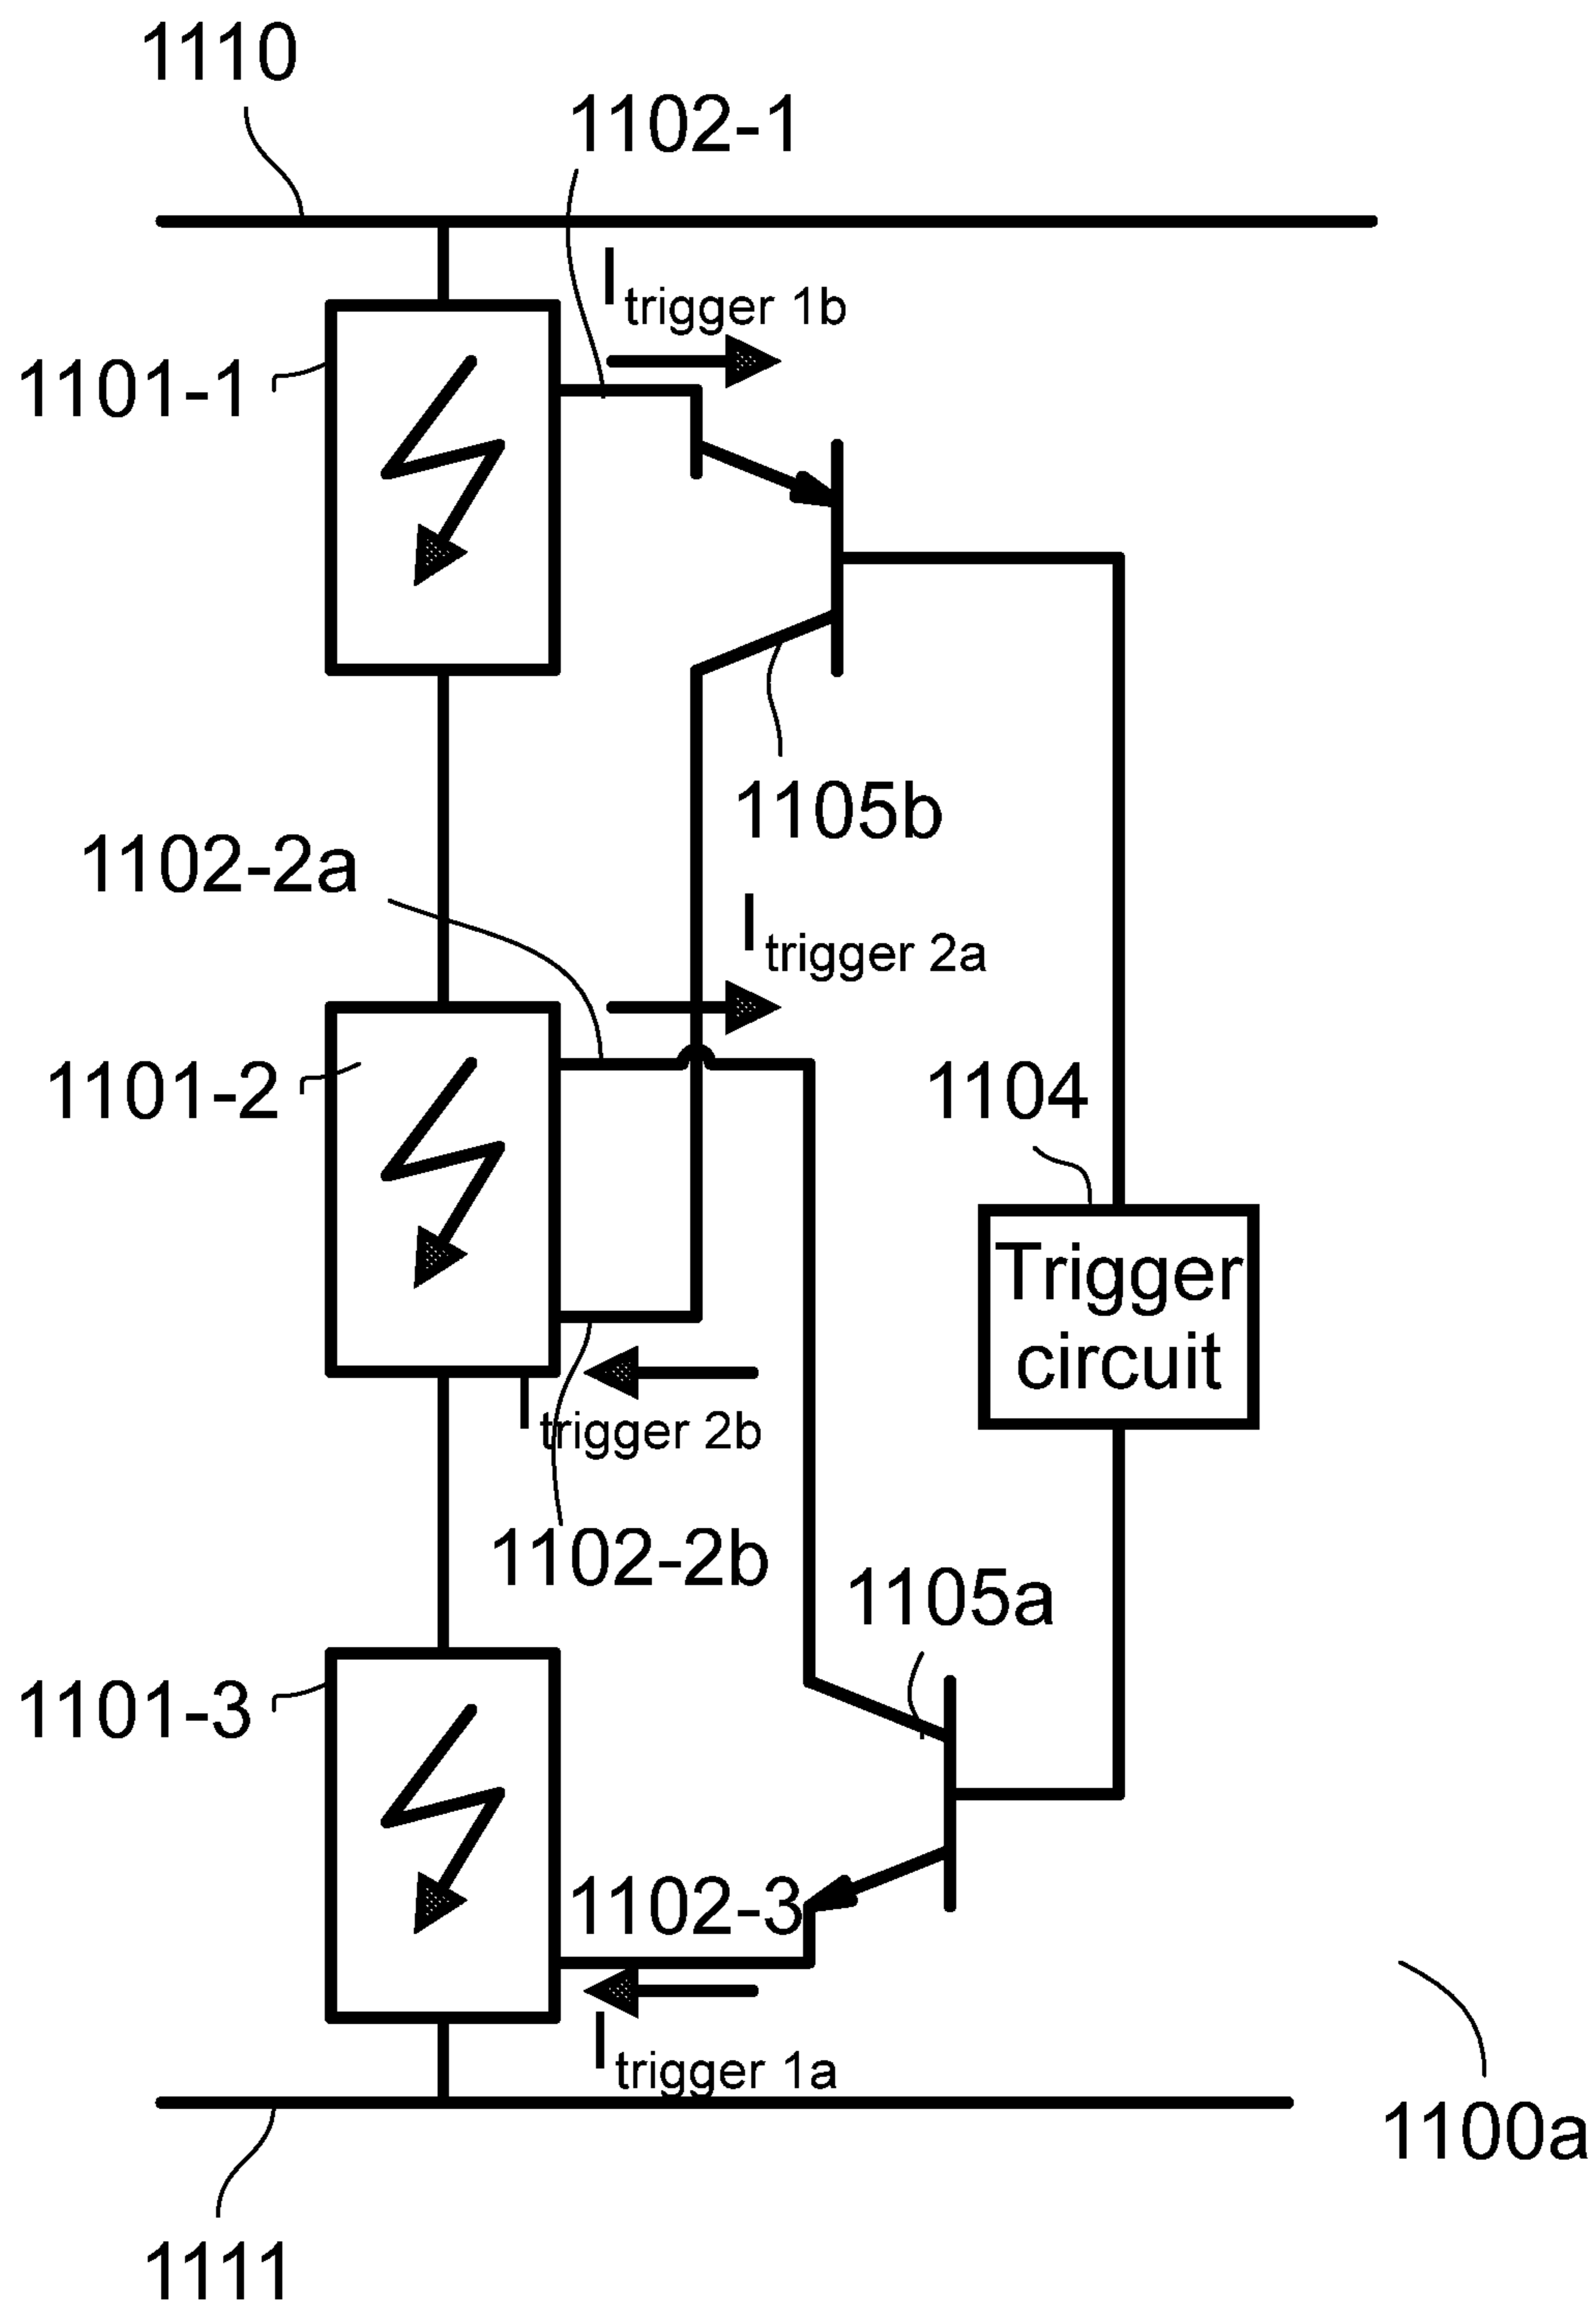 1110
1102-1
I trigger 1b
1101-1
1105b
1102-2a
I trigger 2a
1101-2
1104
Trigger
circuit
I trigger 2b
1102-2b
1105a
1101-3
1102-3
I trigger 1a
1100a
1111